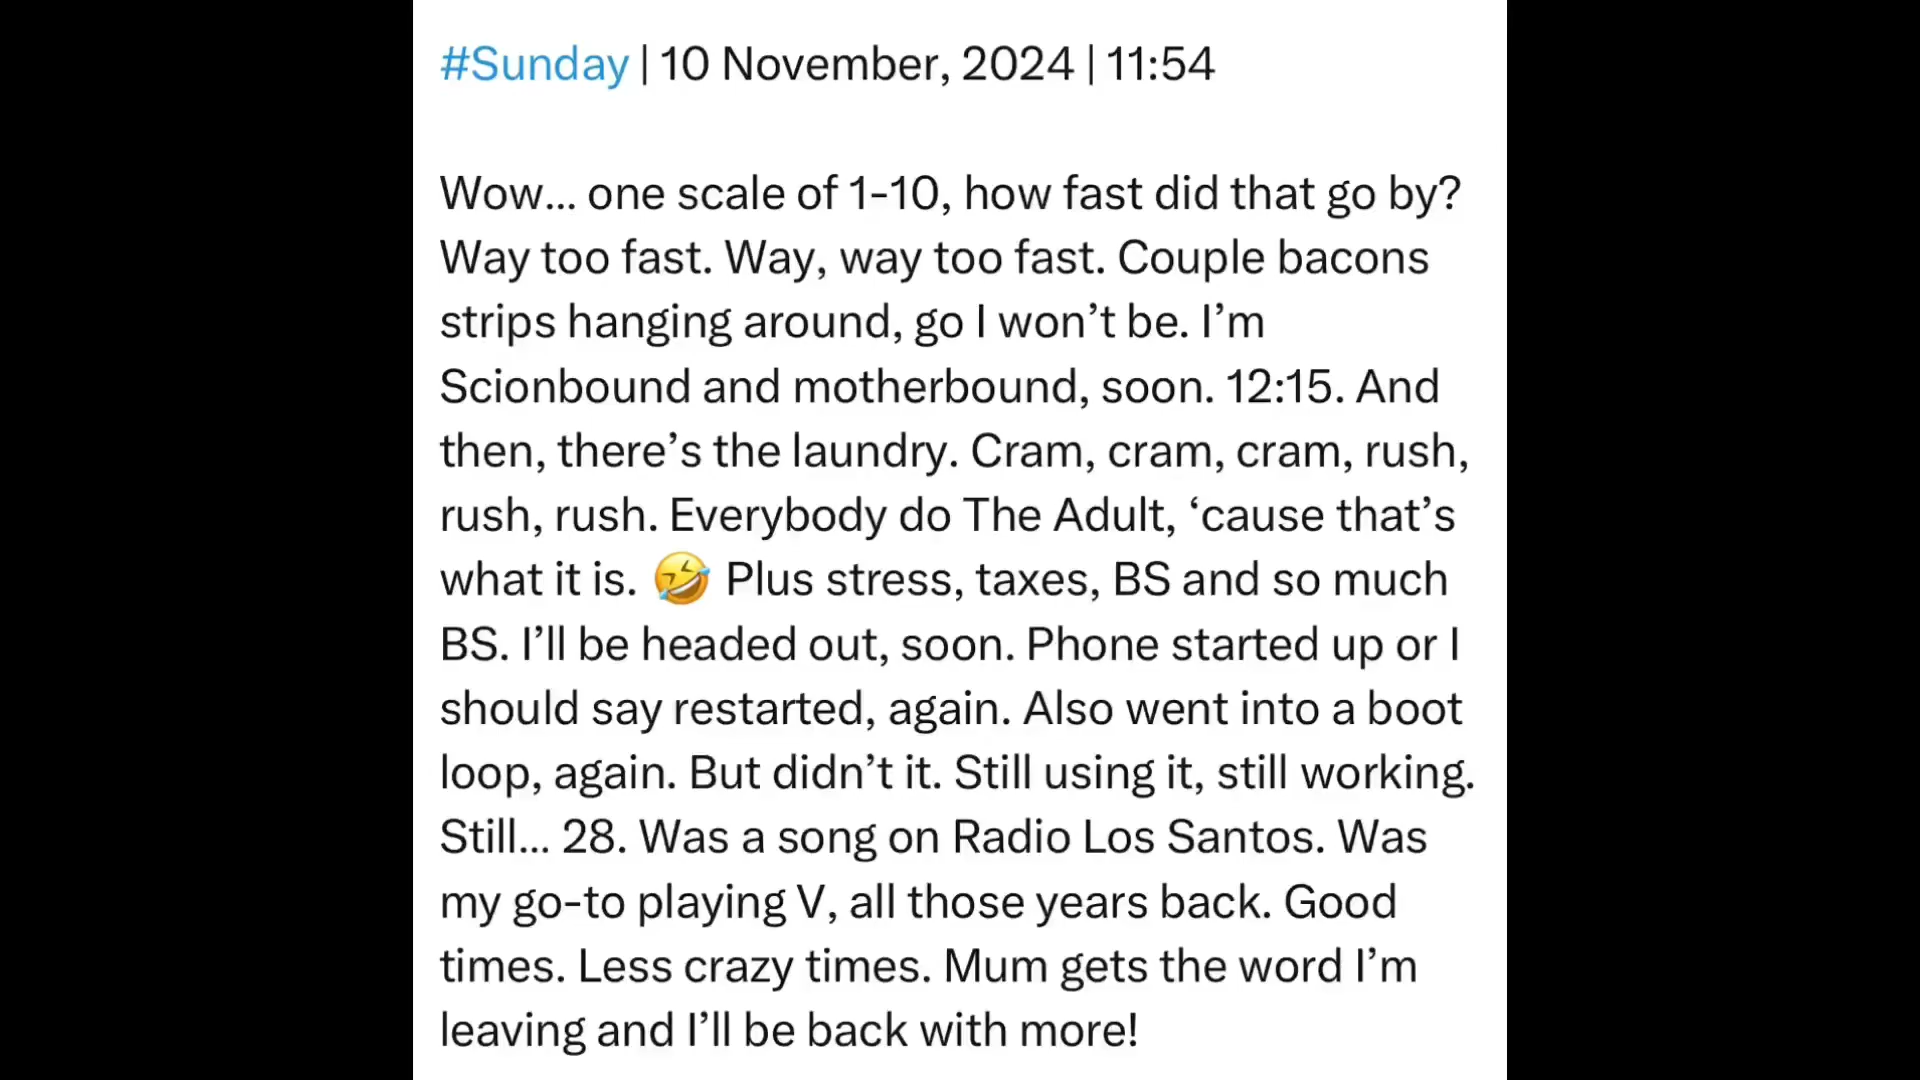 #Sunday | 10 November, 2024 | 11:54
Wow... one scale of 1-10, how fast did that go by?
Way too fast. Way, way too fast. Couple bacons
strips hanging around, go I won’t be. I’m
Scionbound and motherbound, soon. 12:15. And
then, there’s the laundry. Cram, cram, cram, rush,
rush, rush. Everybody do The Adult, ‘cause that’s
what it is. 🤣 Plus stress, taxes, BS and so much
BS. I’ll be headed out, soon. Phone started up or I
should say restarted, again. Also went into a boot
loop, again. But didn’t it. Still using it, still working.
Still... 28. Was a song on Radio Los Santos. Was
my go-to playing V, all those years back. Good
times. Less crazy times. Mum gets the word I’m
leaving and I’ll be back with more!